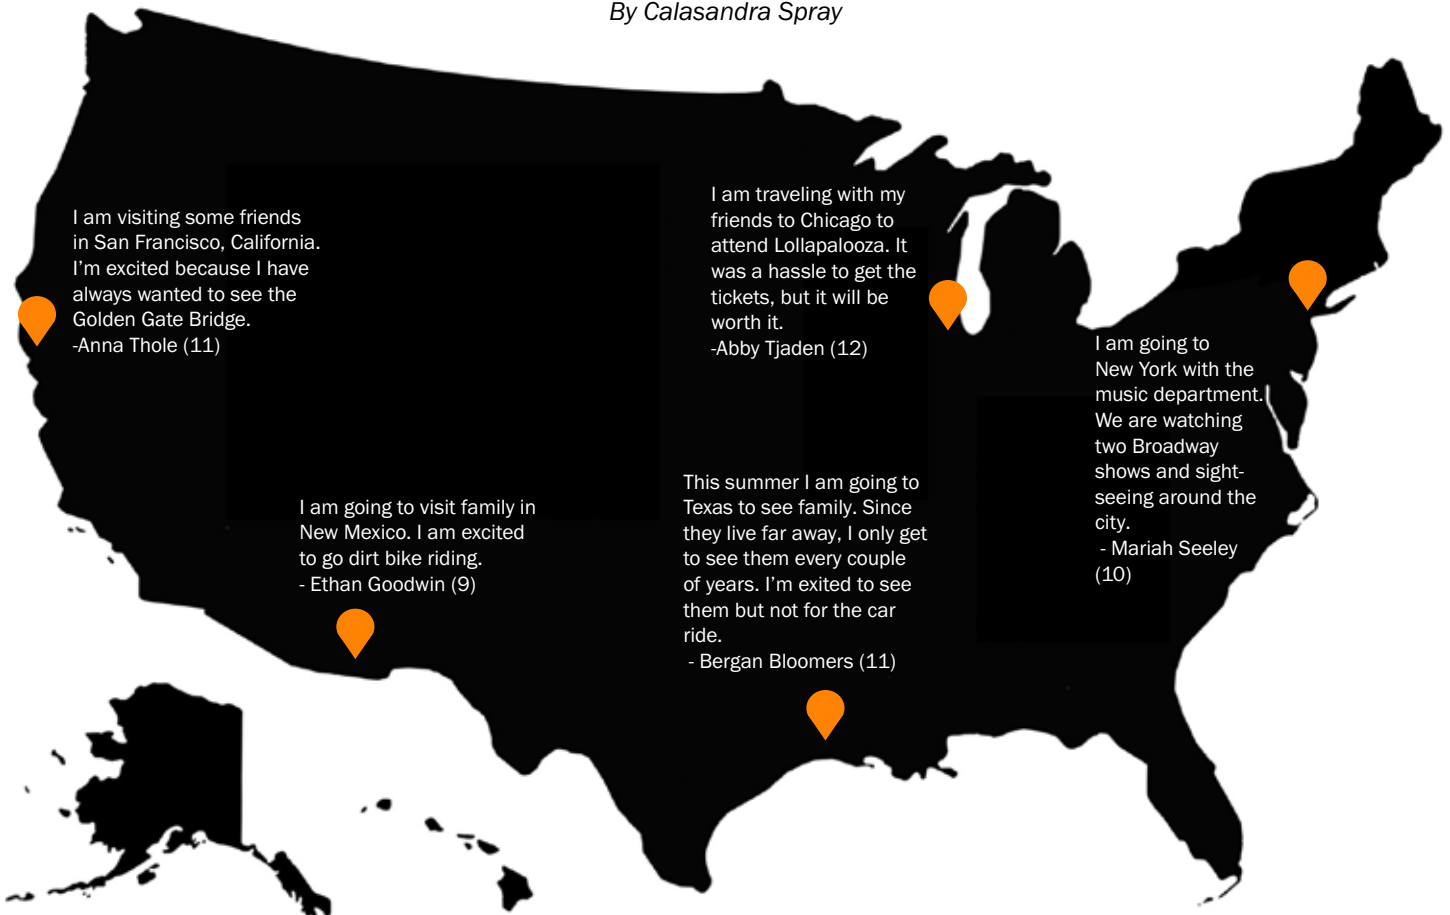 By Calasandra Spray
I am visiting some friends
in San Francisco, California.
I’m excited because I have
always wanted to see the
Golden Gate Bridge.
-Anna Thole (11)
I am traveling with my
friends to Chicago to
attend Lollapalooza. It
was a hassle to get the
tickets, but it will be
worth it.
-Abby Tjaden (12)
I am going to
New York with the
music department.
We are watching
two Broadway
shows and sight-
seeing around the
city.
- Mariah Seeley
(10)
I am going to visit family in
New Mexico. I am excited
to go dirt bike riding.
- Ethan Goodwin (9)
This summer I am going to
Texas to see family. Since
they live far away, I only get
to see them every couple
of years. I’m exited to see
them but not for the car
ride.
- Bergan Bloomers (11)